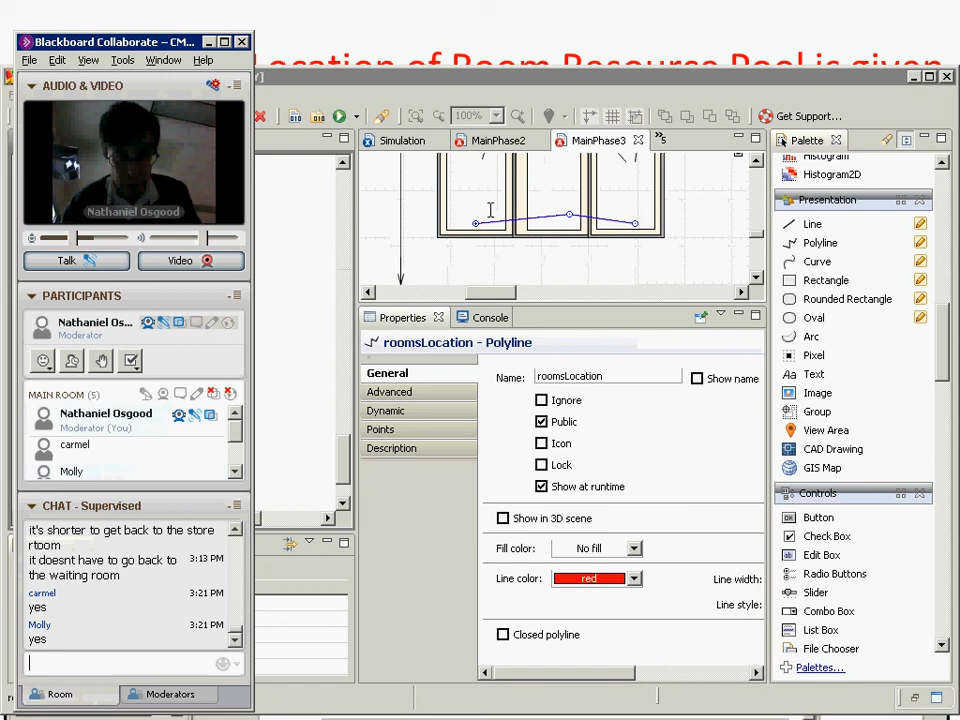 Location of Room Resource Pool is given
Blackboard Collaborate – CM...
File Edit View Tools Window Help
AUDIO & VIDEO
Nathaniel Osgood
Talk
Video
PARTICIPANTS
Nathaniel Os...
Moderator
MAIN ROOM (5)
Nathaniel Osgood
Moderator (You)
carmel
Molly
CHAT - Supervised
it's shorter to get back to the store
rtoom
it doesnt have to go back to 3:13 PM
the waiting room
carmel 3:21 PM
yes
Molly 3:21 PM
yes
Room
Moderators
100%
Get Support...
Simulation
MainPhase2
MainPhase3
»5
Properties
Console
roomsLocation - Polyline
General
Advanced
Dynamic
Points
Description
Name: roomsLocation
Show name
Ignore
Public
Icon
Lock
Show at runtime
Show in 3D scene
Fill color: No fill
Line color: red
Line width:
Line style:
Closed polyline
Palette
Histogram
Histogram2D
Presentation
Line
Polyline
Curve
Rectangle
Rounded Rectangle
Oval
Arc
Pixel
Text
Image
Group
View Area
CAD Drawing
GIS Map
Controls
Button
Check Box
Edit Box
Radio Buttons
Slider
Combo Box
List Box
File Chooser
Palettes...